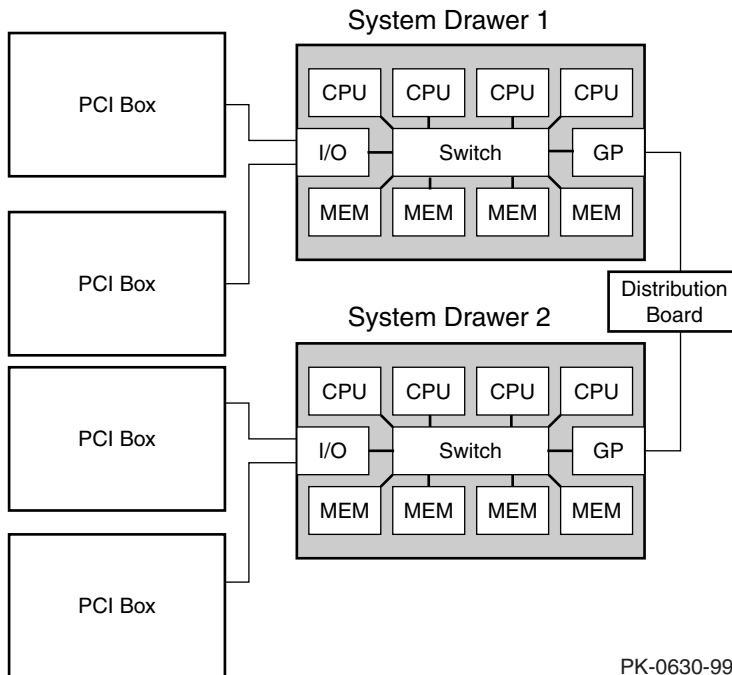 System Drawer 1
PCI Box
CPU CPU CPU CPU
I/O Switch GP
MEM MEM MEM MEM
PCI Box
Distribution
Board
System Drawer 2
PCI Box
CPU CPU CPU CPU
I/O Switch GP
MEM MEM MEM MEM
PCI Box
PK-0630-99